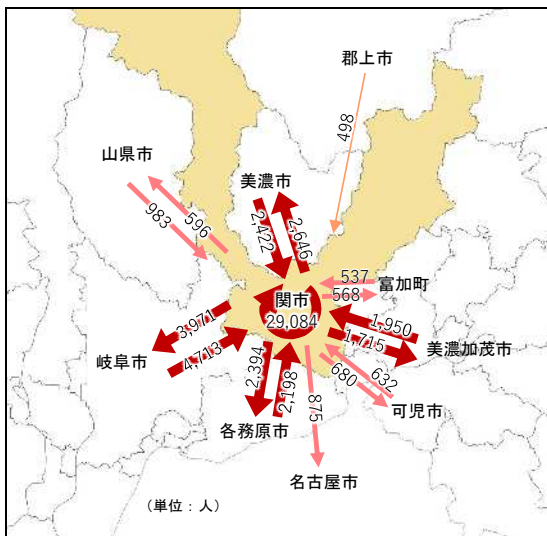 郡上市
498
山県市
美濃市
983
596
2,422
2,646
537
富加町
568
関市
29,084
3,971
4,713
1,950
1,715
美濃加茂市
岐阜市
2,394
2,198
875
680
632
可児市
各務原市
名古屋市
（単位：人）